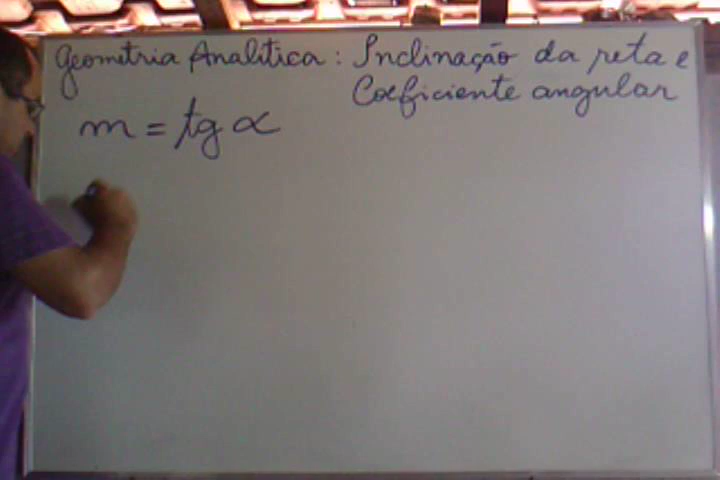 Geometria Analítica : Inclinação da reta e
Coeficiente angular
m = tg α